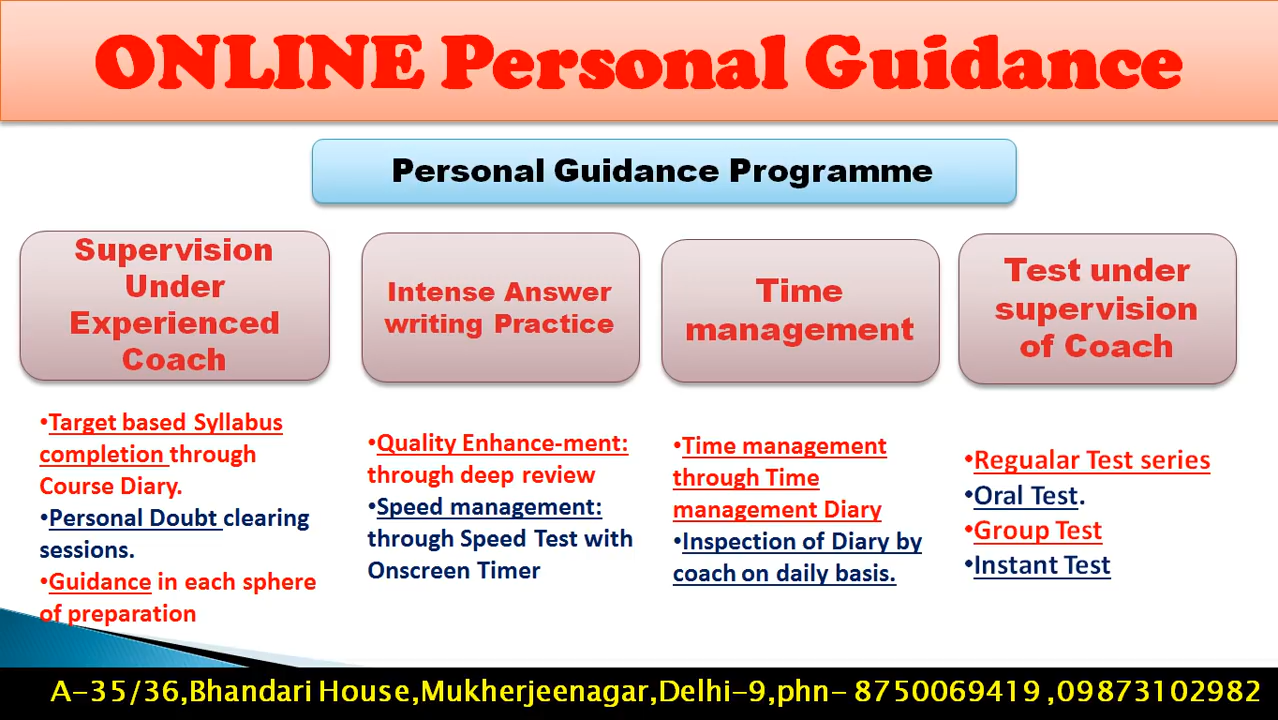 ONLINE Personal Guidance
Personal Guidance Programme
Supervision
Under
Experienced
Coach
•Target based Syllabus
completion through
Course Diary.
•Personal Doubt clearing
sessions.
•Guidance in each sphere
of preparation
Intense Answer
writing Practice
•Quality Enhance-ment:
through deep review
•Speed management:
through Speed Test with
Onscreen Timer
Time
management
•Time management
through Time
management Diary
•Inspection of Diary by
coach on daily basis.
Test under
supervision
of Coach
•Regualar Test series
•Oral Test.
•Group Test
•Instant Test
A-35/36,Bhandari House,Mukherjeenagar,Delhi-9,phn- 8750069419 ,09873102982